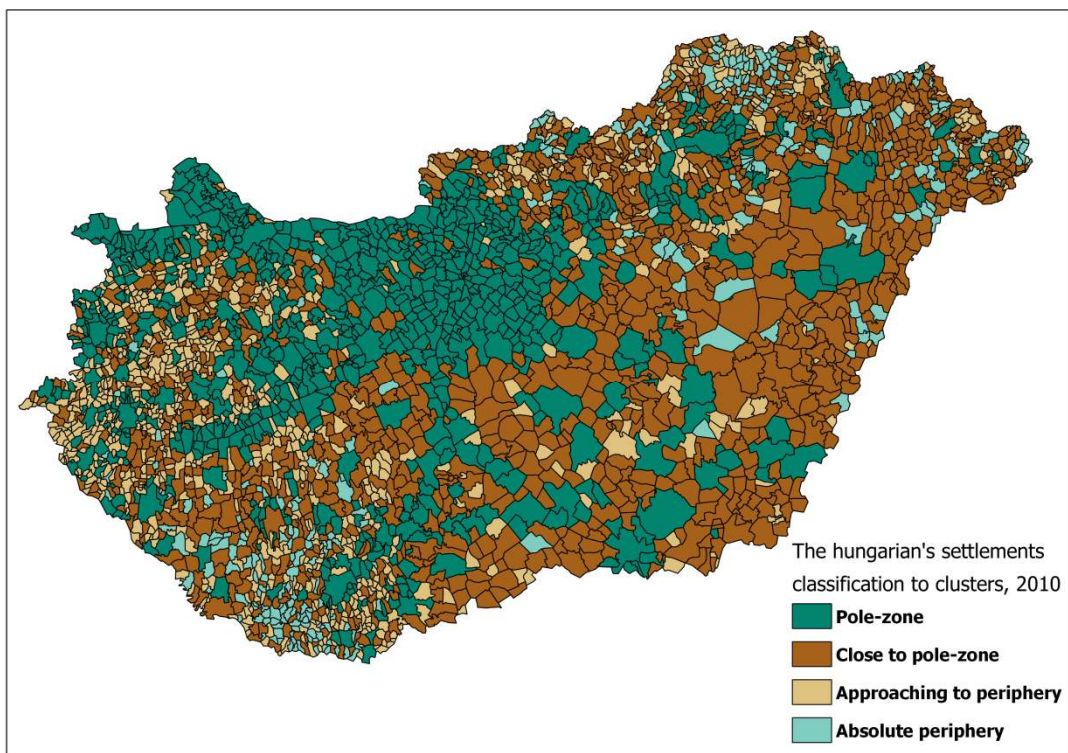 The hungarian's settlements
classification to clusters, 2010
Pole-zone
Close to pole-zone
Approaching to periphery
Absolute periphery